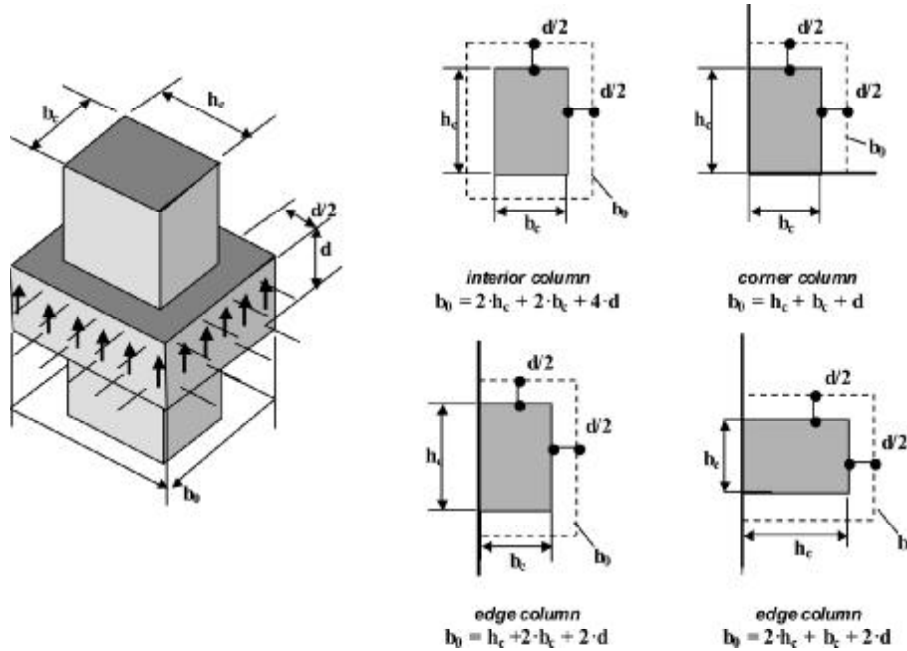 b_c
h_c
d/2
d
b_0
d/2
d/2
h_c
b_c
b_0
interior column
b_0 = 2·h_c + 2·b_c + 4·d
d/2
d/2
h_c
b_0
b_c
corner column
b_0 = h_c + b_c + d
d/2
d/2
h_c
b_c
b_0
edge column
b_0 = h_c +2·b_c + 2·d
d/2
d/2
b_c
h_c
b
edge column
b_0 = 2·h_c + b_c + 2·d